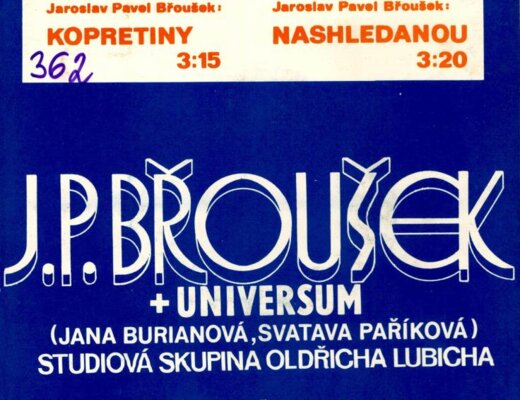 Jaroslav Pavel Břoušek: Jaroslav Pavel Břoušek:
KOPRETINY NASHLEDANOU
362 3:15 3:20
J.P. BŘOUŠEK
+ UNIVERSUM
(JANA BURIANOVÁ, SVATAVA PAŘÍKOVÁ)
STUDIOVÁ SKUPINA OLDŘICHA LUBICHA